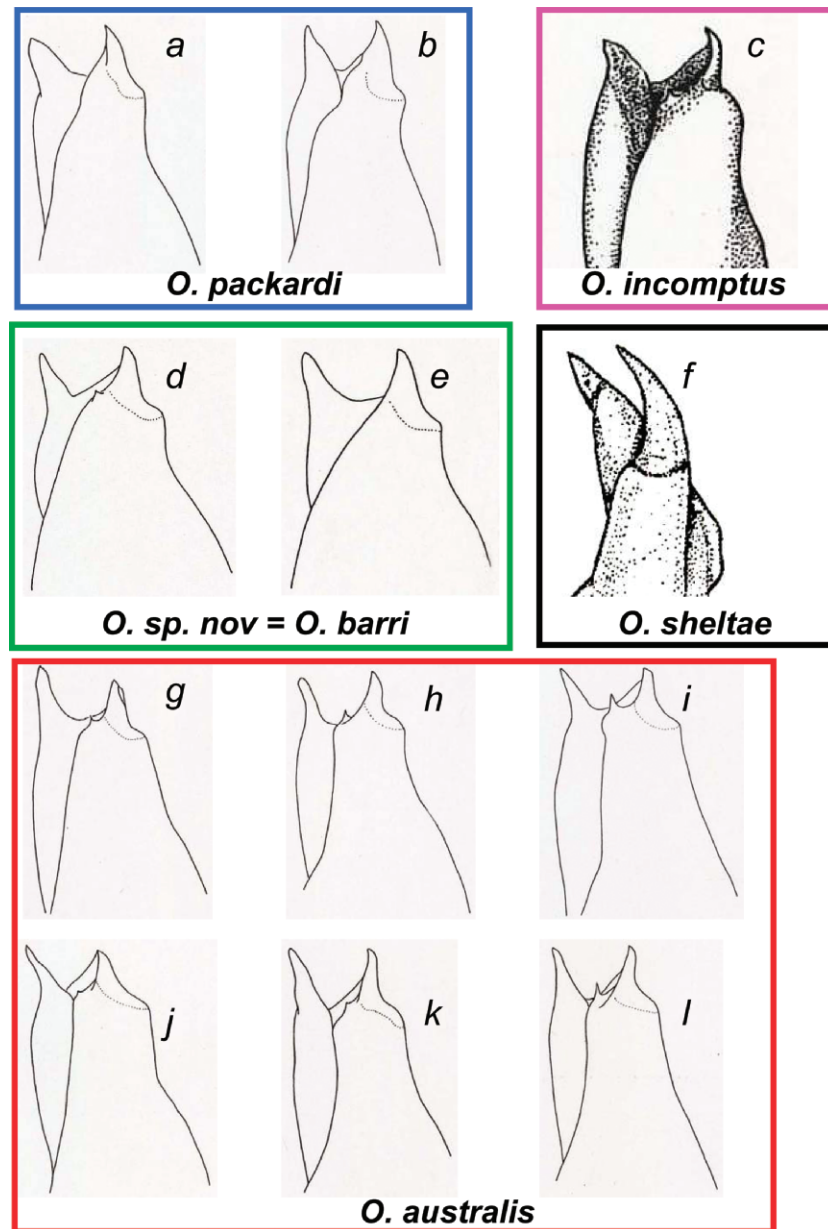 a b c
O. packardi O. incomptus
d e f
O. sp. nov = O. barri O. sheltae
g h i
j k l
O. australis